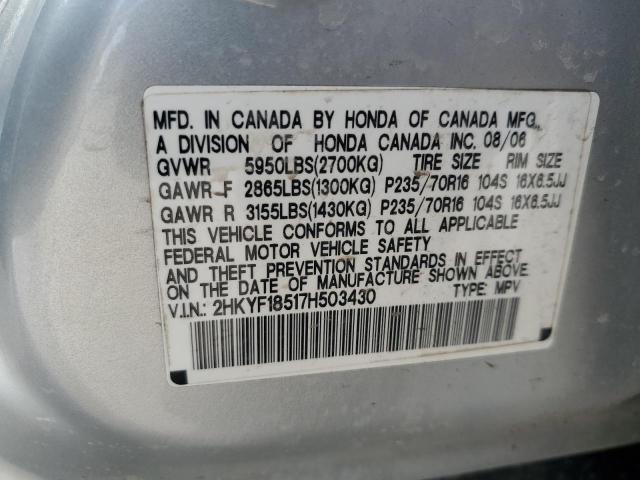 MFD. IN CANADA BY HONDA OF CANADA MFG.,
A DIVISION OF HONDA CANADA INC. 08/06
GVWR 5950LBS(2700KG) TIRE SIZE RIM SIZE
GAWR F 2865LBS(1300KG) P235/70R16 104S 16X6.5JJ
GAWR R 3155LBS(1430KG) P235/70R16 104S 16X6.5JJ
THIS VEHICLE CONFORMS TO ALL APPLICABLE
FEDERAL MOTOR VEHICLE SAFETY
AND THEFT PREVENTION STANDARDS IN EFFECT
ON THE DATE OF MANUFACTURE SHOWN ABOVE.
V.I.N.: 2HKYF18517H503430 TYPE: MPV